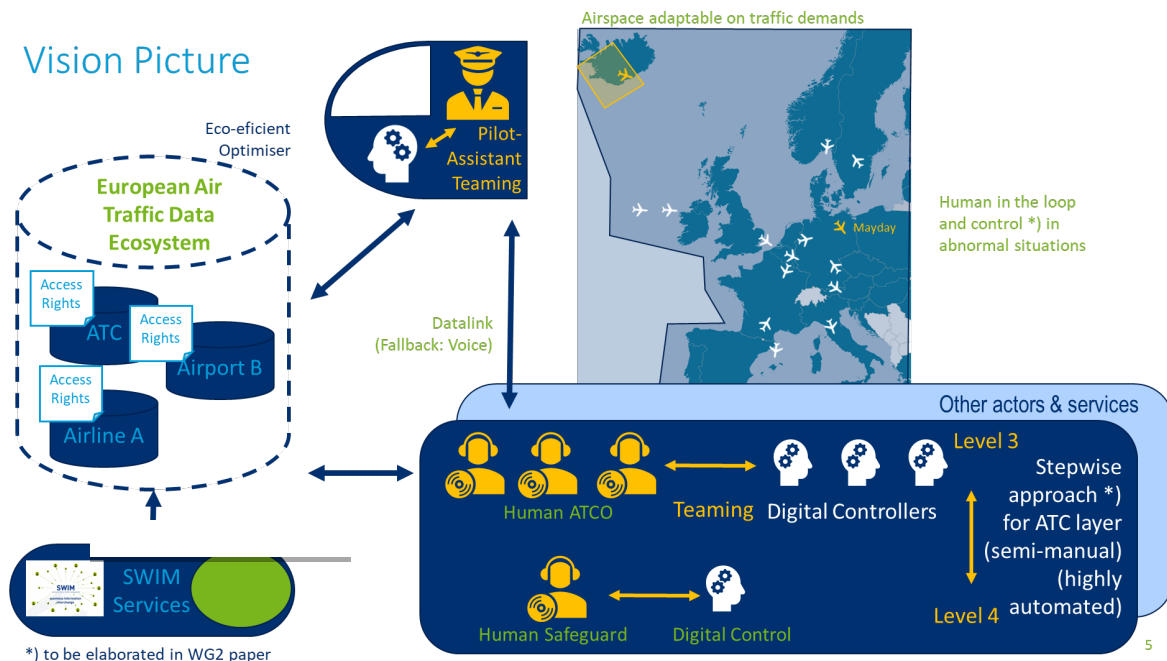 Vision Picture
Airspace adaptable on traffic demands
Eco-eficient
Optimiser
Pilot-
Assistant
Teaming
European Air
Traffic Data
Ecosystem
Access
Rights
ATC
Access
Rights
Airport B
Access
Rights
Airline A
Datalink
(Fallback: Voice)
Mayday
Human in the loop
and control *) in
abnormal situations
Other actors & services
Level 3
Human ATCO
Teaming
Digital Controllers
Stepwise
approach *)
for ATC layer
(semi-manual)
(highly
automated)
Level 4
Human Safeguard
Digital Control
SWIM
SWIM
Services
*) to be elaborated in WG2 paper
5